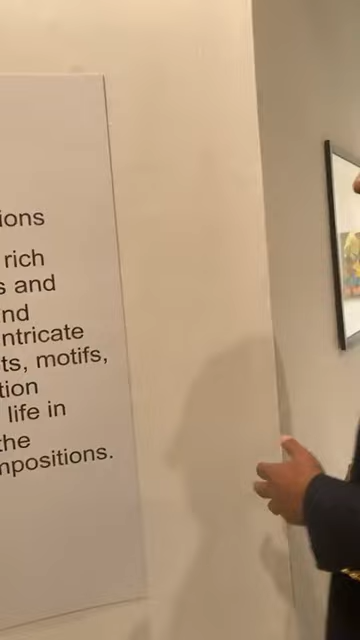 ions
rich
s and
nd
ntricate
ts, motifs,
tion
life in
the
mpositions.